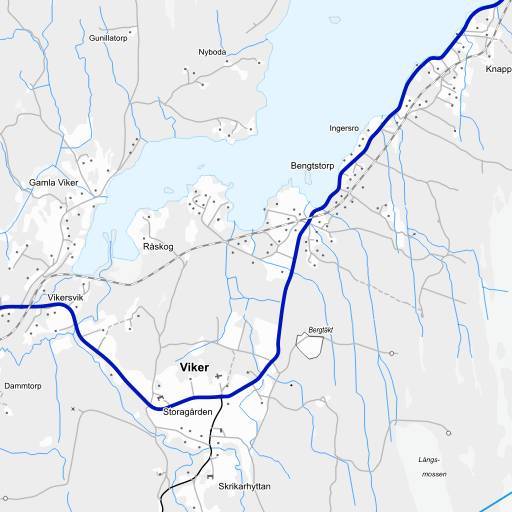 Gunillatorp
Nyboda
Knapp
Ingersro
Bengtstorp
Gamla Viker
Råskog
Vikersvik
Bergtäkt
Viker
Dammtorp
Storagården
Långs-
mossen
Skrikarhyttan